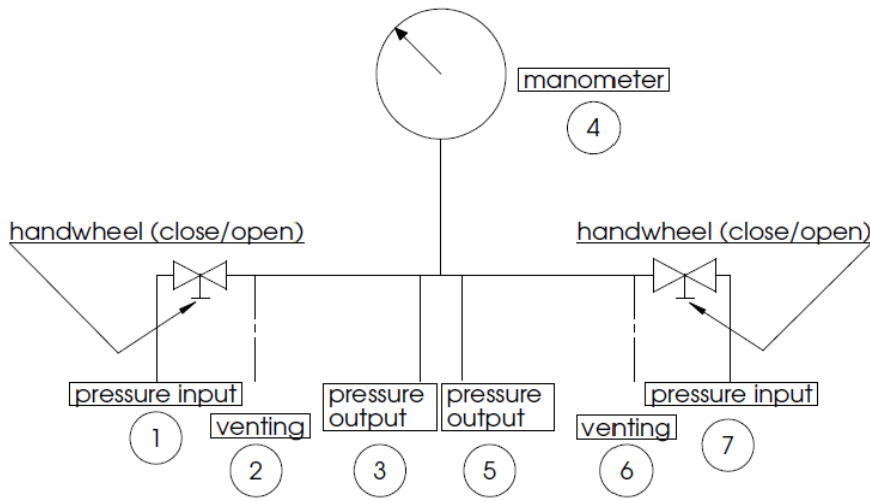 manometer
4
handwheel (close/open)
handwheel (close/open)
pressure input
pressure
output
pressure
output
pressure input
venting
venting
1
2
3
5
6
7